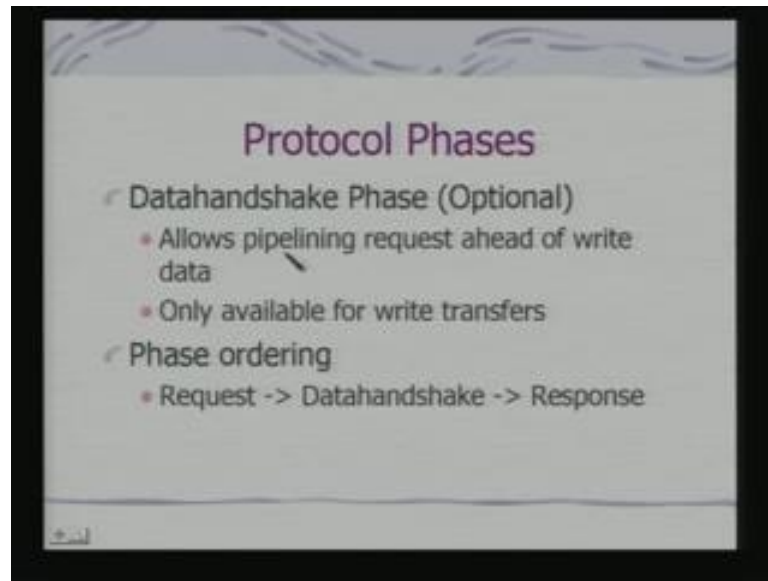 Protocol Phases
Datahandshake Phase (Optional)
Allows pipelining request ahead of write
data
Only available for write transfers
Phase ordering
Request -> Datahandshake -> Response